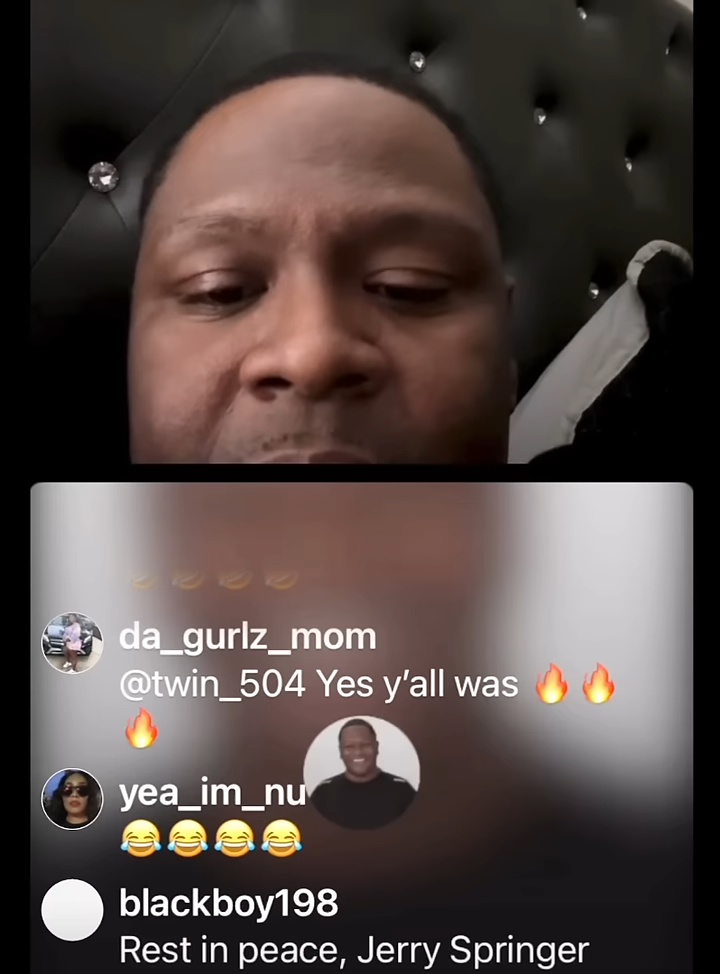 da_gurlz_mom
@twin_504 Yes y’all was 🔥🔥
🔥
yea_im_nu
😂😂😂😂
blackboy198
Rest in peace, Jerry Springer